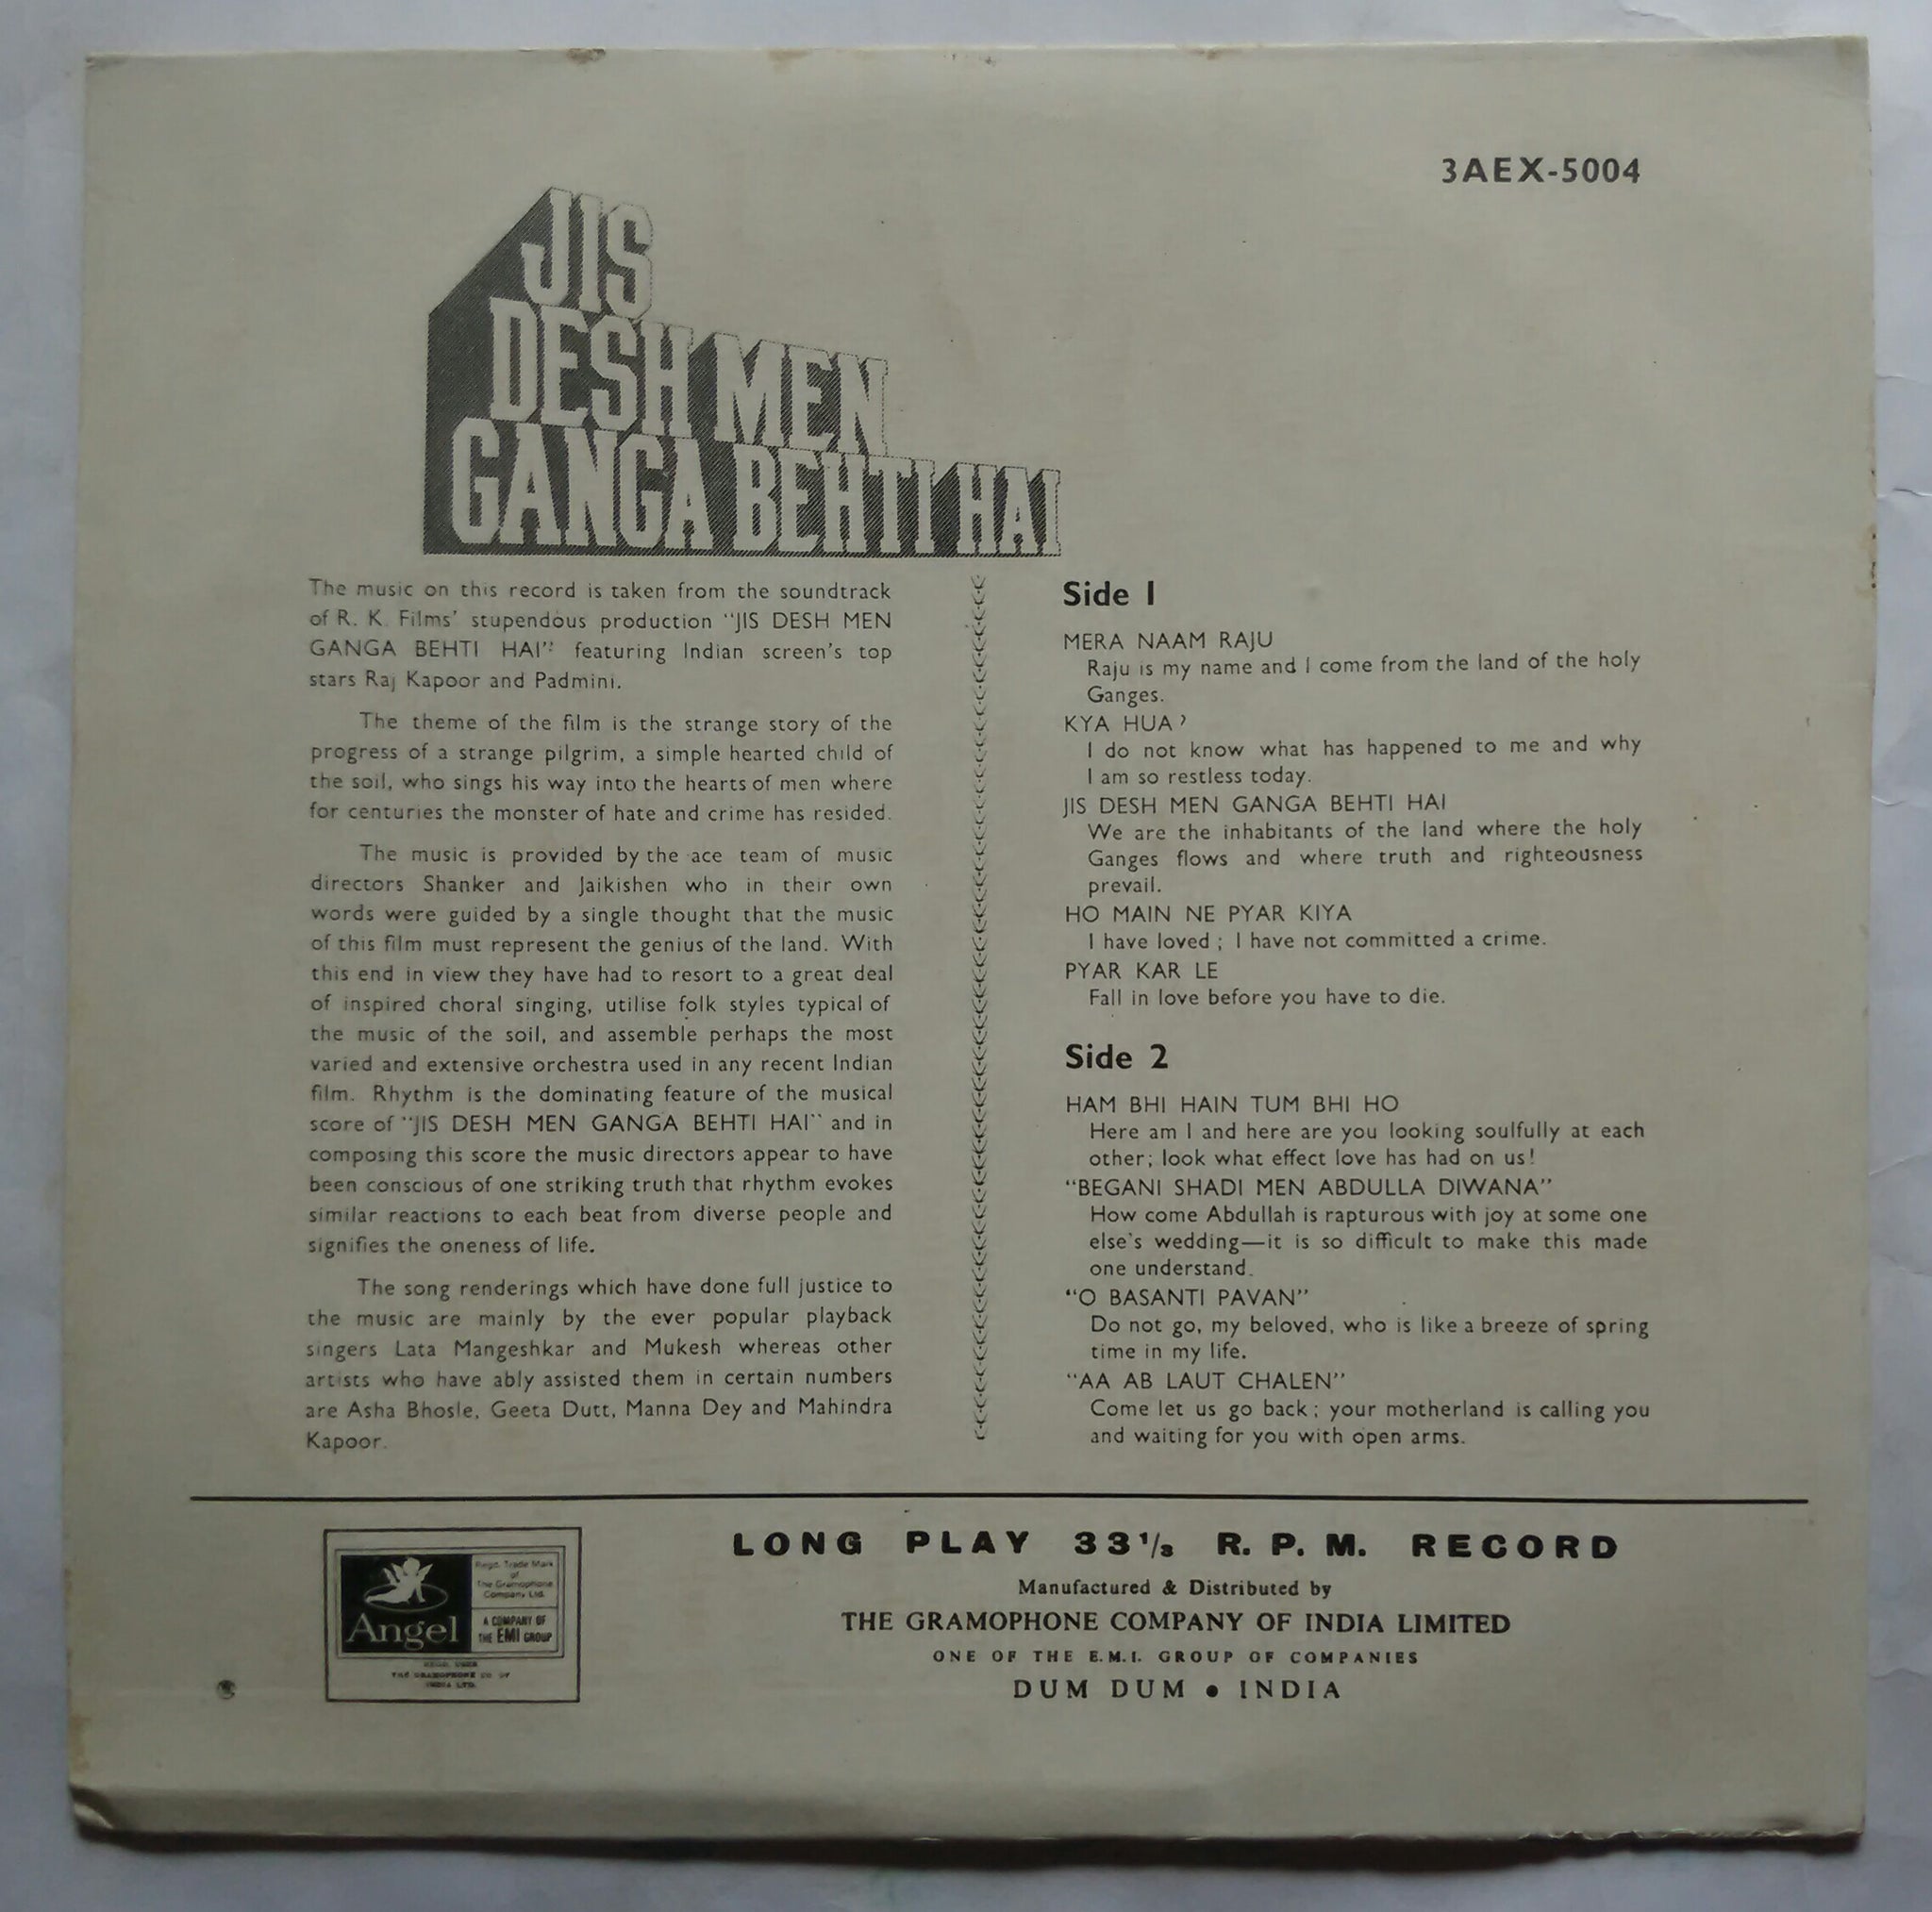 3AEX-5004
JIS
DESH MEN
GANGA BEHTI HAI
The music on this record is taken from the soundtrack
of R. K. Films' stupendous production "JIS DESH MEN
GANGA BEHTI HAI" featuring Indian screen's top
stars Raj Kapoor and Padmini.
The theme of the film is the strange story of the
progress of a strange pilgrim, a simple hearted child of
the soil, who sings his way into the hearts of men where
for centuries the monster of hate and crime has resided.
The music is provided by the ace team of music
directors Shanker and Jaikishen who in their own
words were guided by a single thought that the music
of this film must represent the genius of the land. With
this end in view they have had to resort to a great deal
of inspired choral singing, utilise folk styles typical of
the music of the soil, and assemble perhaps the most
varied and extensive orchestra used in any recent Indian
film. Rhythm is the dominating feature of the musical
score of "JIS DESH MEN GANGA BEHTI HAI" and in
composing this score the music directors appear to have
been conscious of one striking truth that rhythm evokes
similar reactions to each beat from diverse people and
signifies the oneness of life.
The song renderings which have done full justice to
the music are mainly by the ever popular playback
singers Lata Mangeshkar and Mukesh whereas other
artists who have ably assisted them in certain numbers
are Asha Bhosle, Geeta Dutt, Manna Dey and Mahindra
Kapoor.
Side 1
MERA NAAM RAJU
Raju is my name and I come from the land of the holy
Ganges.
KYA HUA?
I do not know what has happened to me and why
I am so restless today.
JIS DESH MEN GANGA BEHTI HAI
We are the inhabitants of the land where the holy
Ganges flows and where truth and righteousness
prevail.
HO MAIN NE PYAR KIYA
I have loved; I have not committed a crime.
PYAR KAR LE
Fall in love before you have to die.
Side 2
HAM BHI HAIN TUM BHI HO
Here am I and here are you looking soulfully at each
other; look what effect love has had on us!
"BEGANI SHADI MEN ABDULLA DIWANA"
How come Abdullah is rapturous with joy at some one
else's wedding—it is so difficult to make this made
one understand.
"O BASANTI PAVAN"
Do not go, my beloved, who is like a breeze of spring
time in my life.
"AA AB LAUT CHALEN"
Come let us go back; your motherland is calling you
and waiting for you with open arms.
Angel
Regd. Trade Mark
of
The Gramophone
Company Ltd.
A COMPANY OF
THE EMI GROUP
THE GRAMOPHONE CO OF
INDIA LTD.
LONG PLAY 33⅓ R. P. M. RECORD
Manufactured & Distributed by
THE GRAMOPHONE COMPANY OF INDIA LIMITED
ONE OF THE E.M.I. GROUP OF COMPANIES
DUM DUM ● INDIA